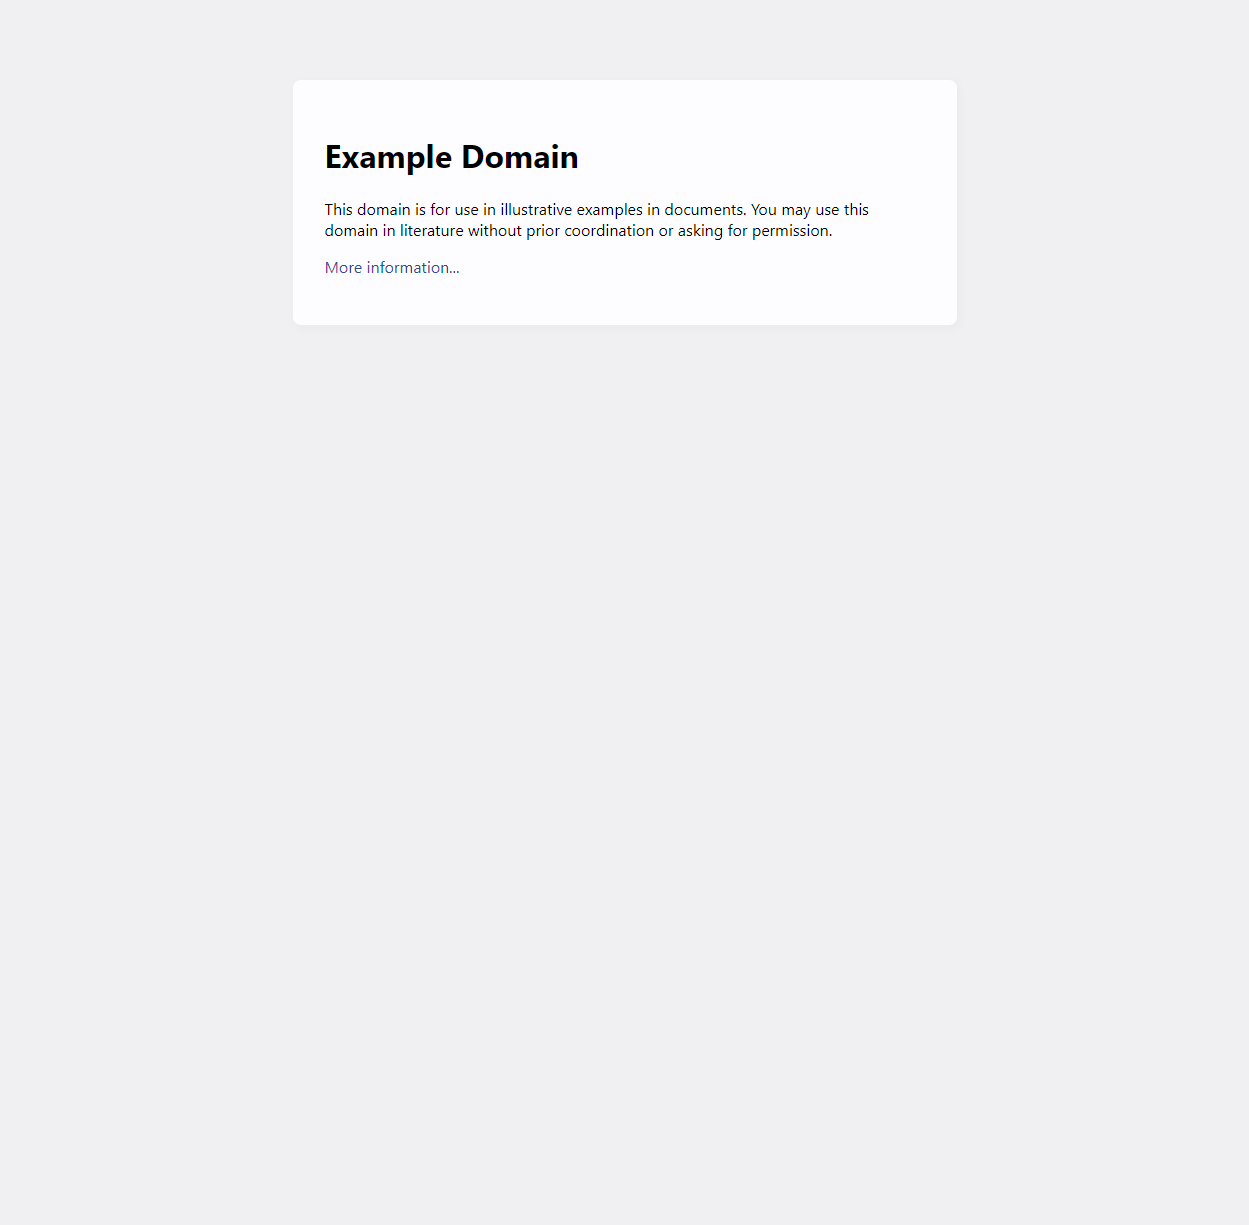 Example Domain
This domain is for use in illustrative examples in documents. You may use this
domain in literature without prior coordination or asking for permission.
More information...